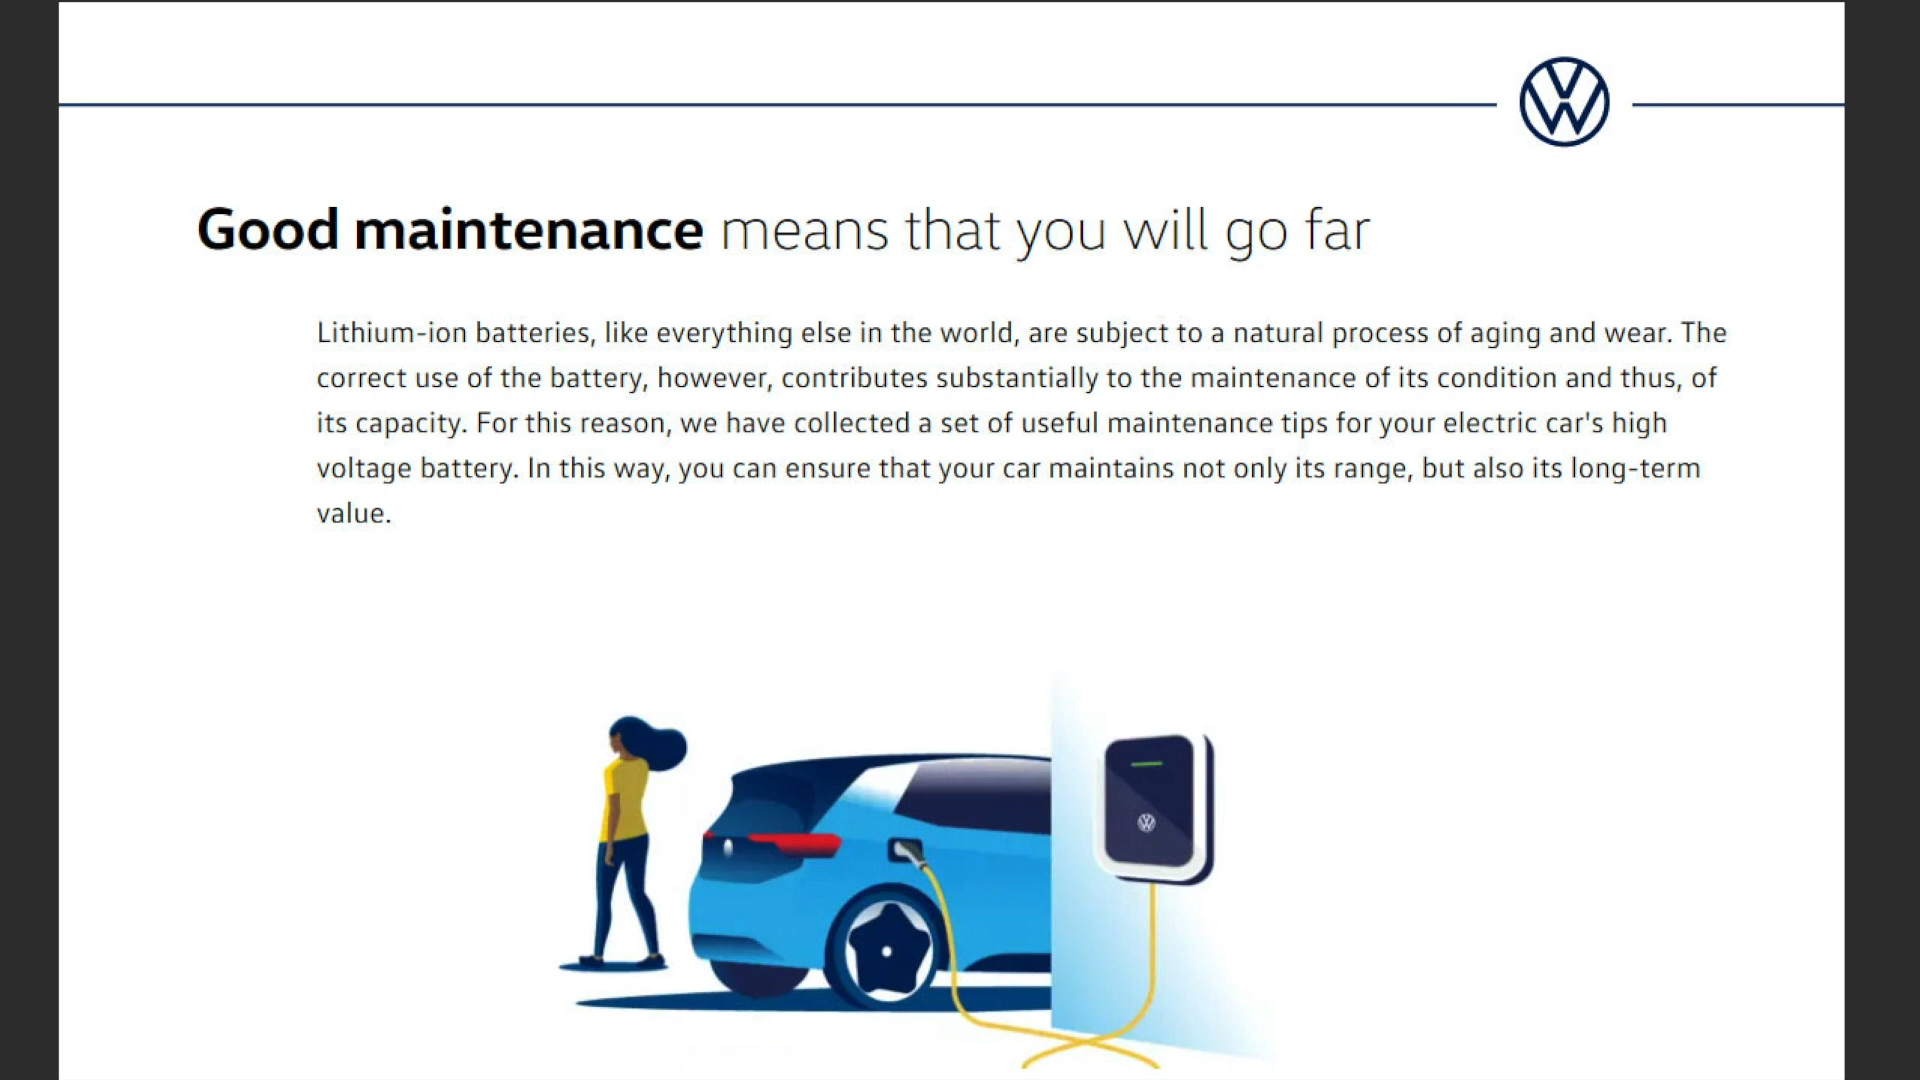 Good maintenance means that you will go far
Lithium-ion batteries, like everything else in the world, are subject to a natural process of aging and wear. The
correct use of the battery, however, contributes substantially to the maintenance of its condition and thus, of
its capacity. For this reason, we have collected a set of useful maintenance tips for your electric car's high
voltage battery. In this way, you can ensure that your car maintains not only its range, but also its long-term
value.